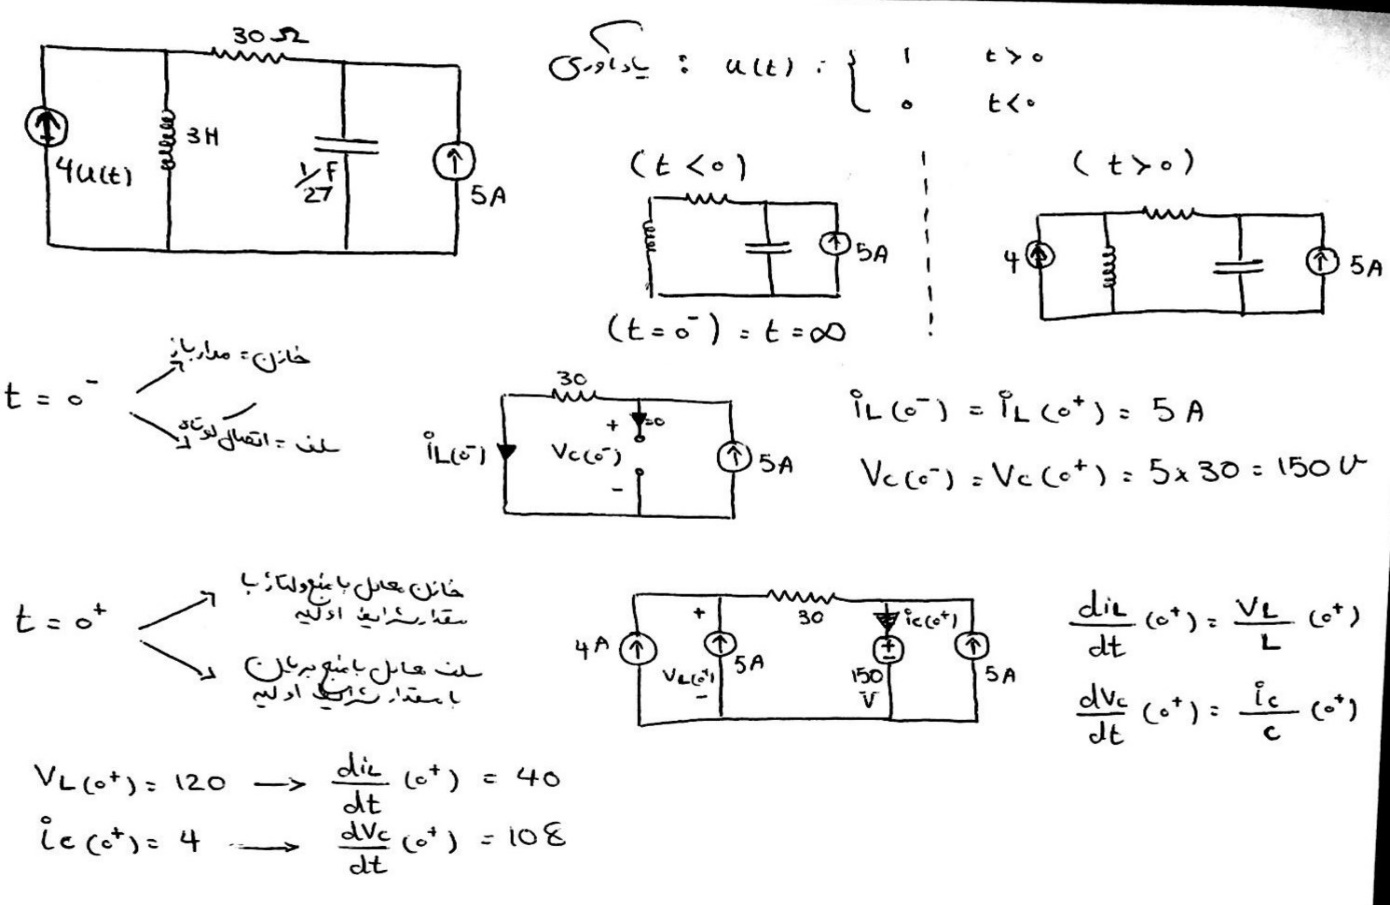 30 Ω
یادآوری : u(t) : { 1 t>0
0 t<0
3H
4u(t)
1/27 F
5A
(t<0)
(t>0)
5A
4
5A
(t=0⁻) = t=∞
t = 0⁻
خازن = مدار باز
سلف = اتصال کوتاه
30
iL(0⁻)
+ =0
Vc(0⁻)
-
5A
iL(0⁻) = iL(0⁺) = 5 A
Vc(0⁻) = Vc(0⁺) = 5×30 = 150 V
t = 0⁺
خازن معادل با منبع ولتاژ با
مقدار شرایط اولیه
سلف معادل با منبع جریان
با مقدار شرایط اولیه
4A
+
VL(0⁺)
-
5A
30
ic(0⁺)
150 V
5A
diL/dt (0⁺) = VL/L (0⁺)
dVc/dt (0⁺) = ic/c (0⁺)
VL(0⁺) = 120 → diL/dt (0⁺) = 40
ic(0⁺) = 4 → dVc/dt (0⁺) = 108